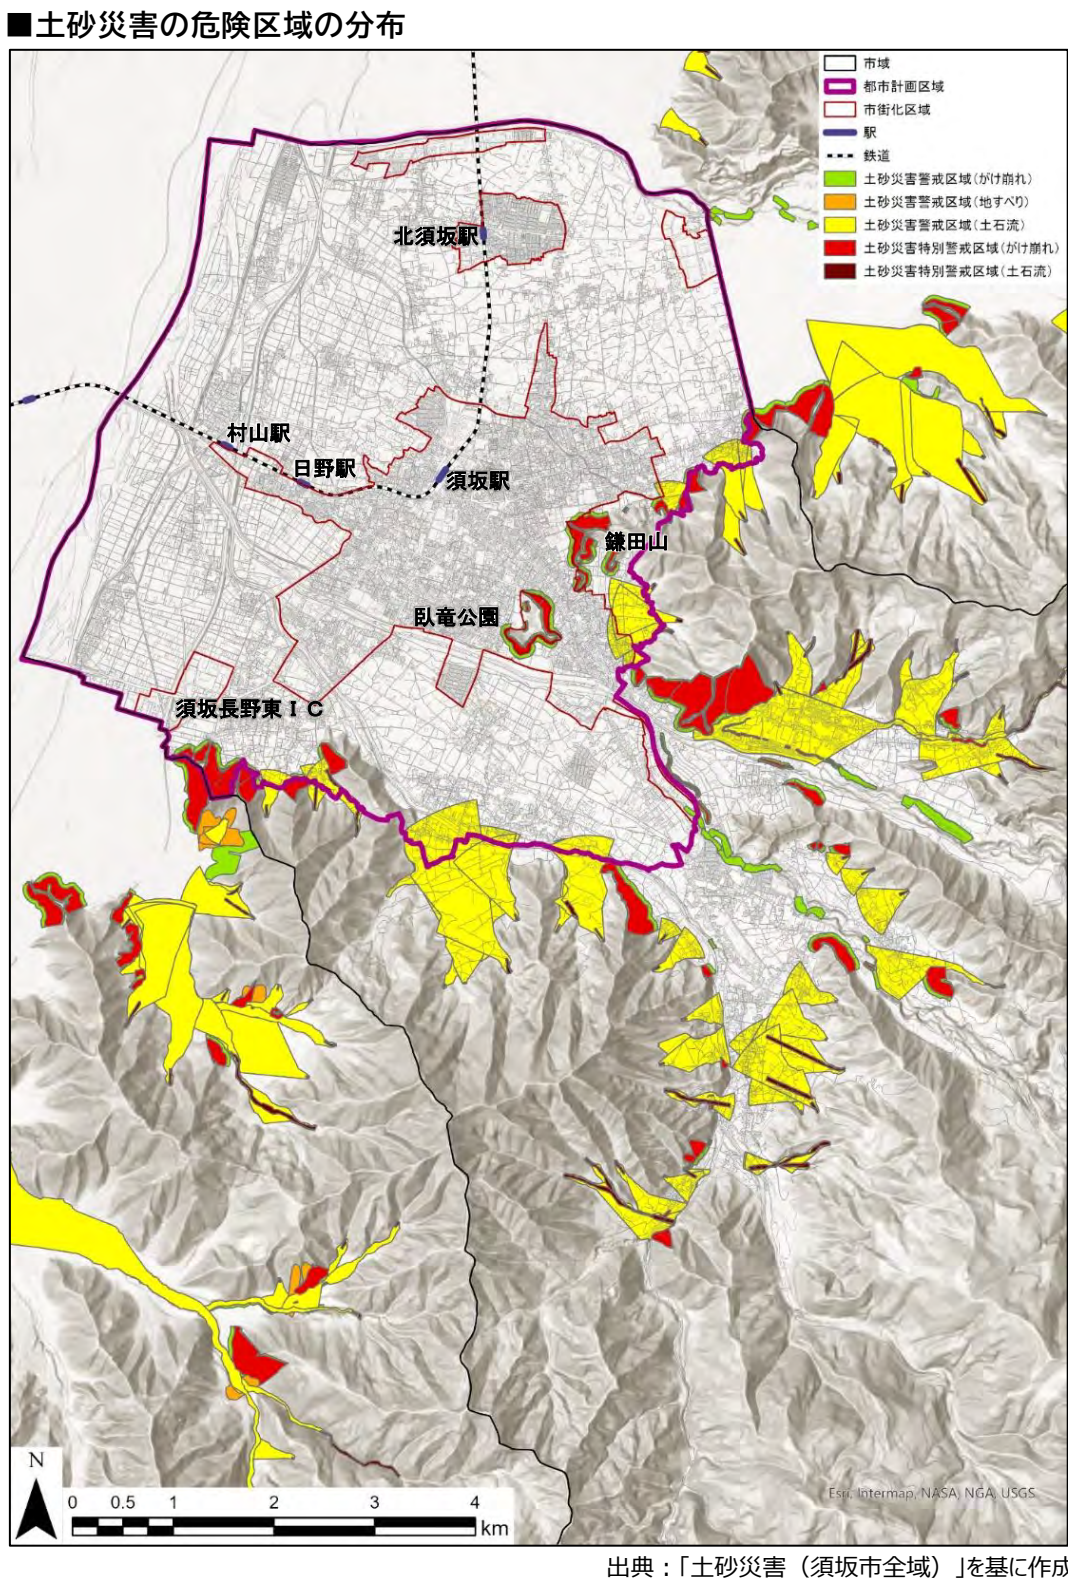 ■土砂災害の危険区域の分布
市域
都市計画区域
市街化区域
駅
鉄道
土砂災害警戒区域(がけ崩れ)
土砂災害警戒区域(地すべり)
土砂災害警戒区域(土石流)
土砂災害特別警戒区域(がけ崩れ)
土砂災害特別警戒区域(土石流)
北須坂駅
村山駅
日野駅
須坂駅
鎌田山
臥竜公園
須坂長野東ＩＣ
N
0 0.5 1 2 3 4
km
Esri, Intermap, NASA, NGA, USGS
出典：「土砂災害（須坂市全域）」を基に作成